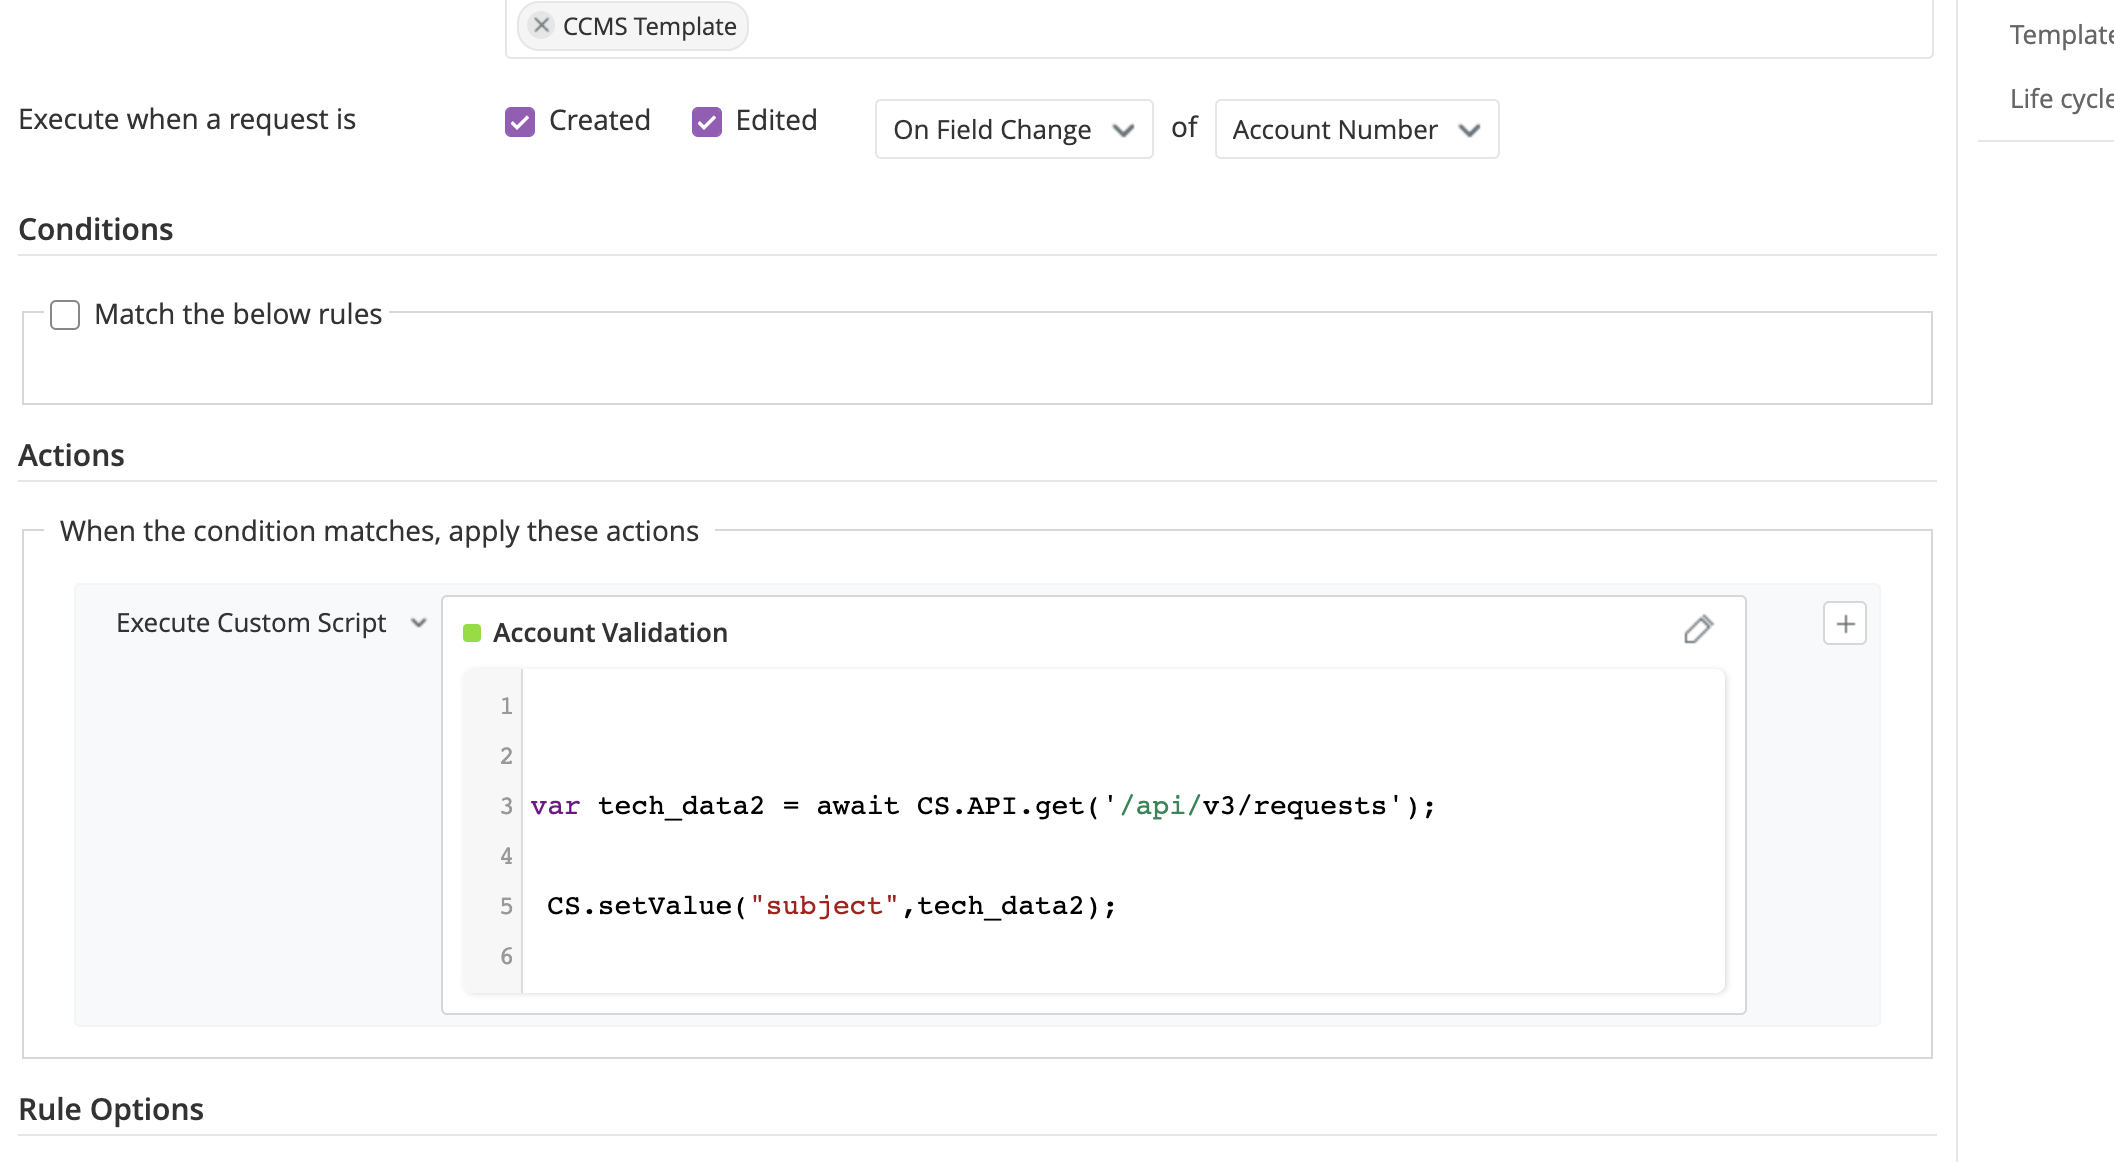 CCMS Template
Execute when a request is
Created
Edited
On Field Change
of
Account Number
Conditions
Match the below rules
Actions
When the condition matches, apply these actions
Execute Custom Script
Account Validation
1
2
3 var tech_data2 = await CS.API.get('/api/v3/requests');
4
5 CS.setValue("subject",tech_data2);
6
Rule Options
Template
Life cycle